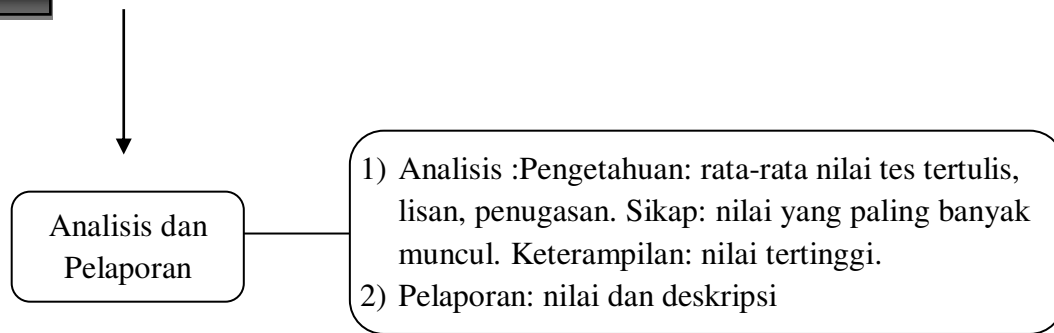 Analisis dan
Pelaporan
1) Analisis :Pengetahuan: rata-rata nilai tes tertulis,
lisan, penugasan. Sikap: nilai yang paling banyak
muncul. Keterampilan: nilai tertinggi.
2) Pelaporan: nilai dan deskripsi